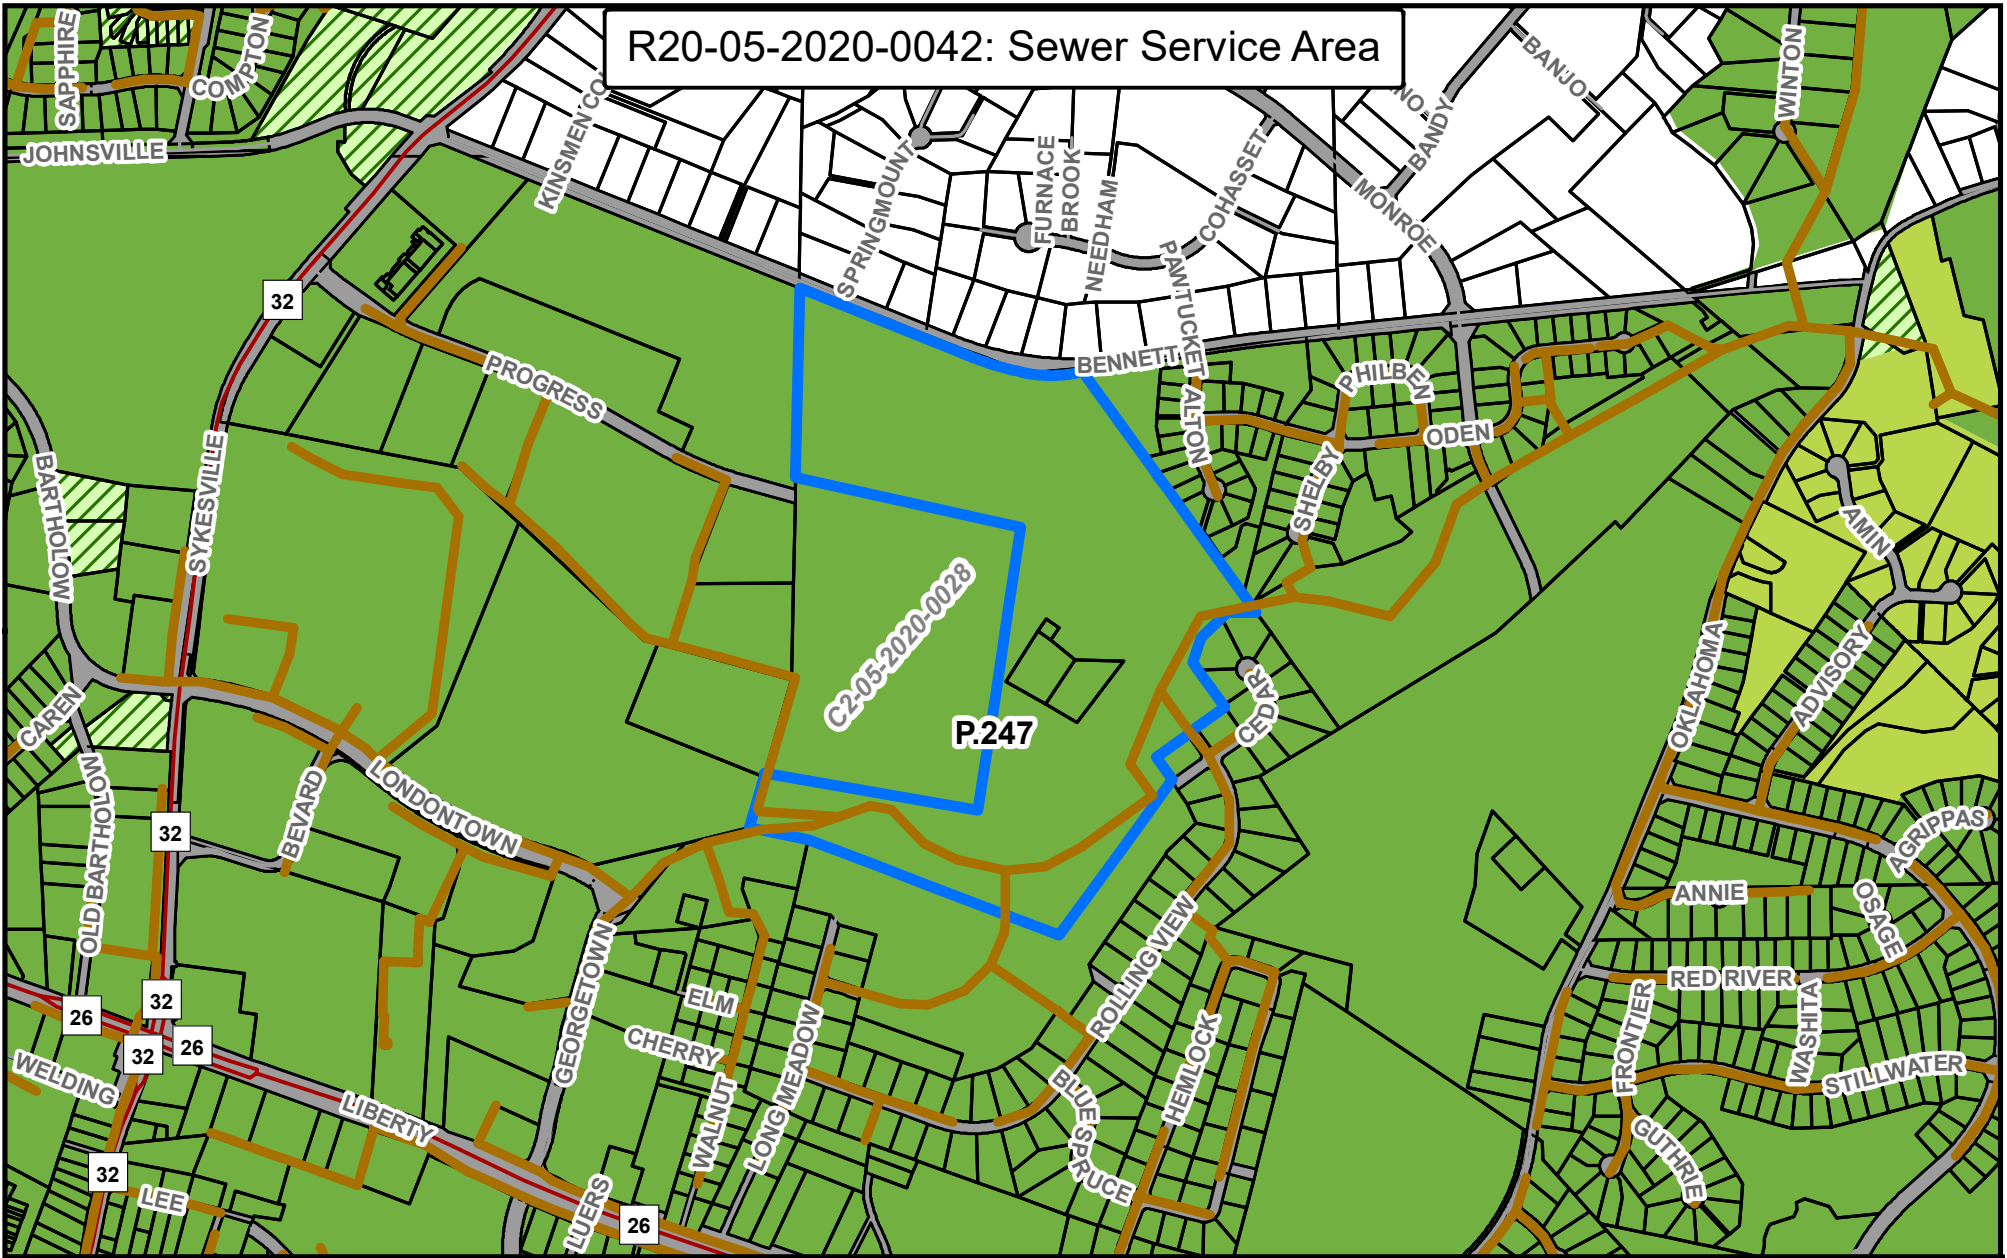 R20-05-2020-0042: Sewer Service Area
SAPPHIRE
COMPTON
JOHNSVILLE
KINSMEN
SPRINGMOUNT
FURNACE
BROOK
NEEDHAM
COHASSET
PAWTUCKET
MONROE
BANDY
BANJO
WINTON
32
PROGRESS
BENNETT
ALTON
PHILBEN
ODEN
SHELBY
BARTHOLOW
SYKESVILLE
AMIN
C2-05-2020-0028
P.247
CEDAR
OKLAHOMA
ADVISORY
CAREN
OLD BARTHOLOW
32
BEVARD
LONDONTOWN
AGRIPPAS
ANNIE
OSAGE
RED RIVER
WASHITA
FRONTIER
STILLWATER
GUTHRIE
ROLLING VIEW
HEMLOCK
BLUE SPRUCE
GEORGETOWN
ELM
CHERRY
WALNUT
LONG MEADOW
26
32
32
26
WELDING
LIBERTY
32
LEE
LUERS
26